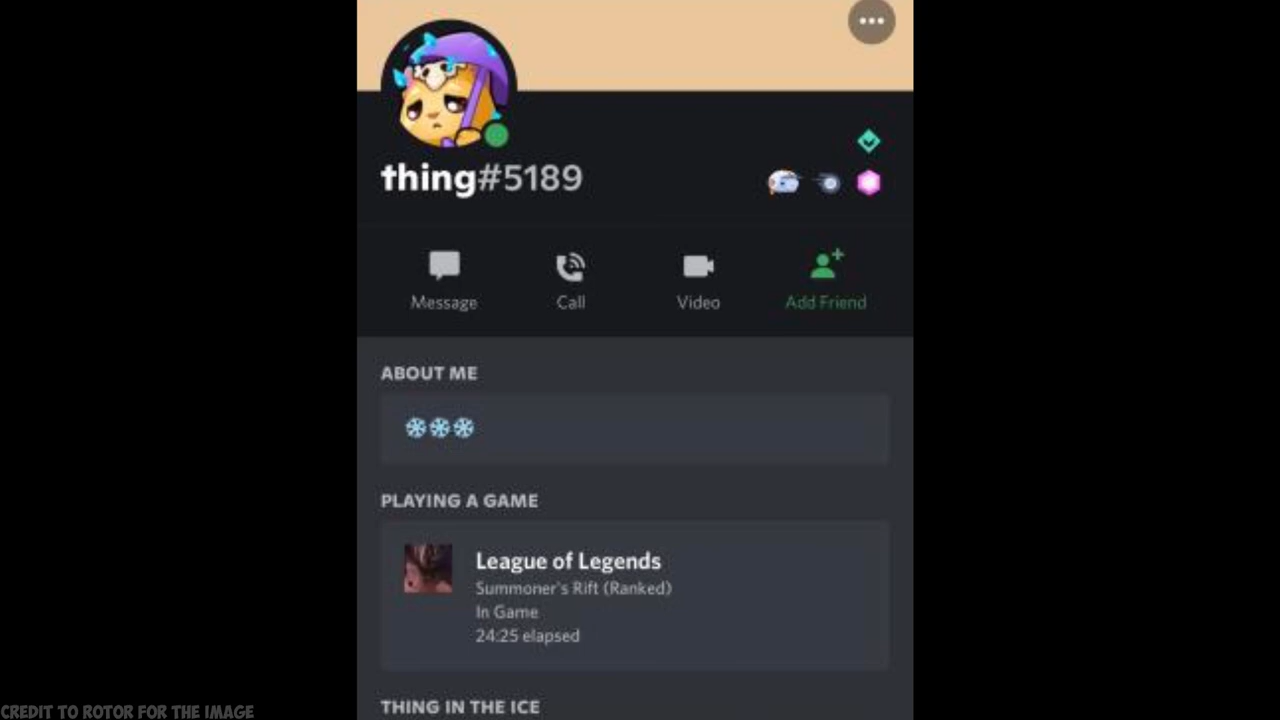 thing#5189
Message
Call
Video
Add Friend
ABOUT ME
PLAYING A GAME
League of Legends
Summoner's Rift (Ranked)
In Game
24:25 elapsed
THING IN THE ICE
CREDIT TO ROTOR FOR THE IMAGE